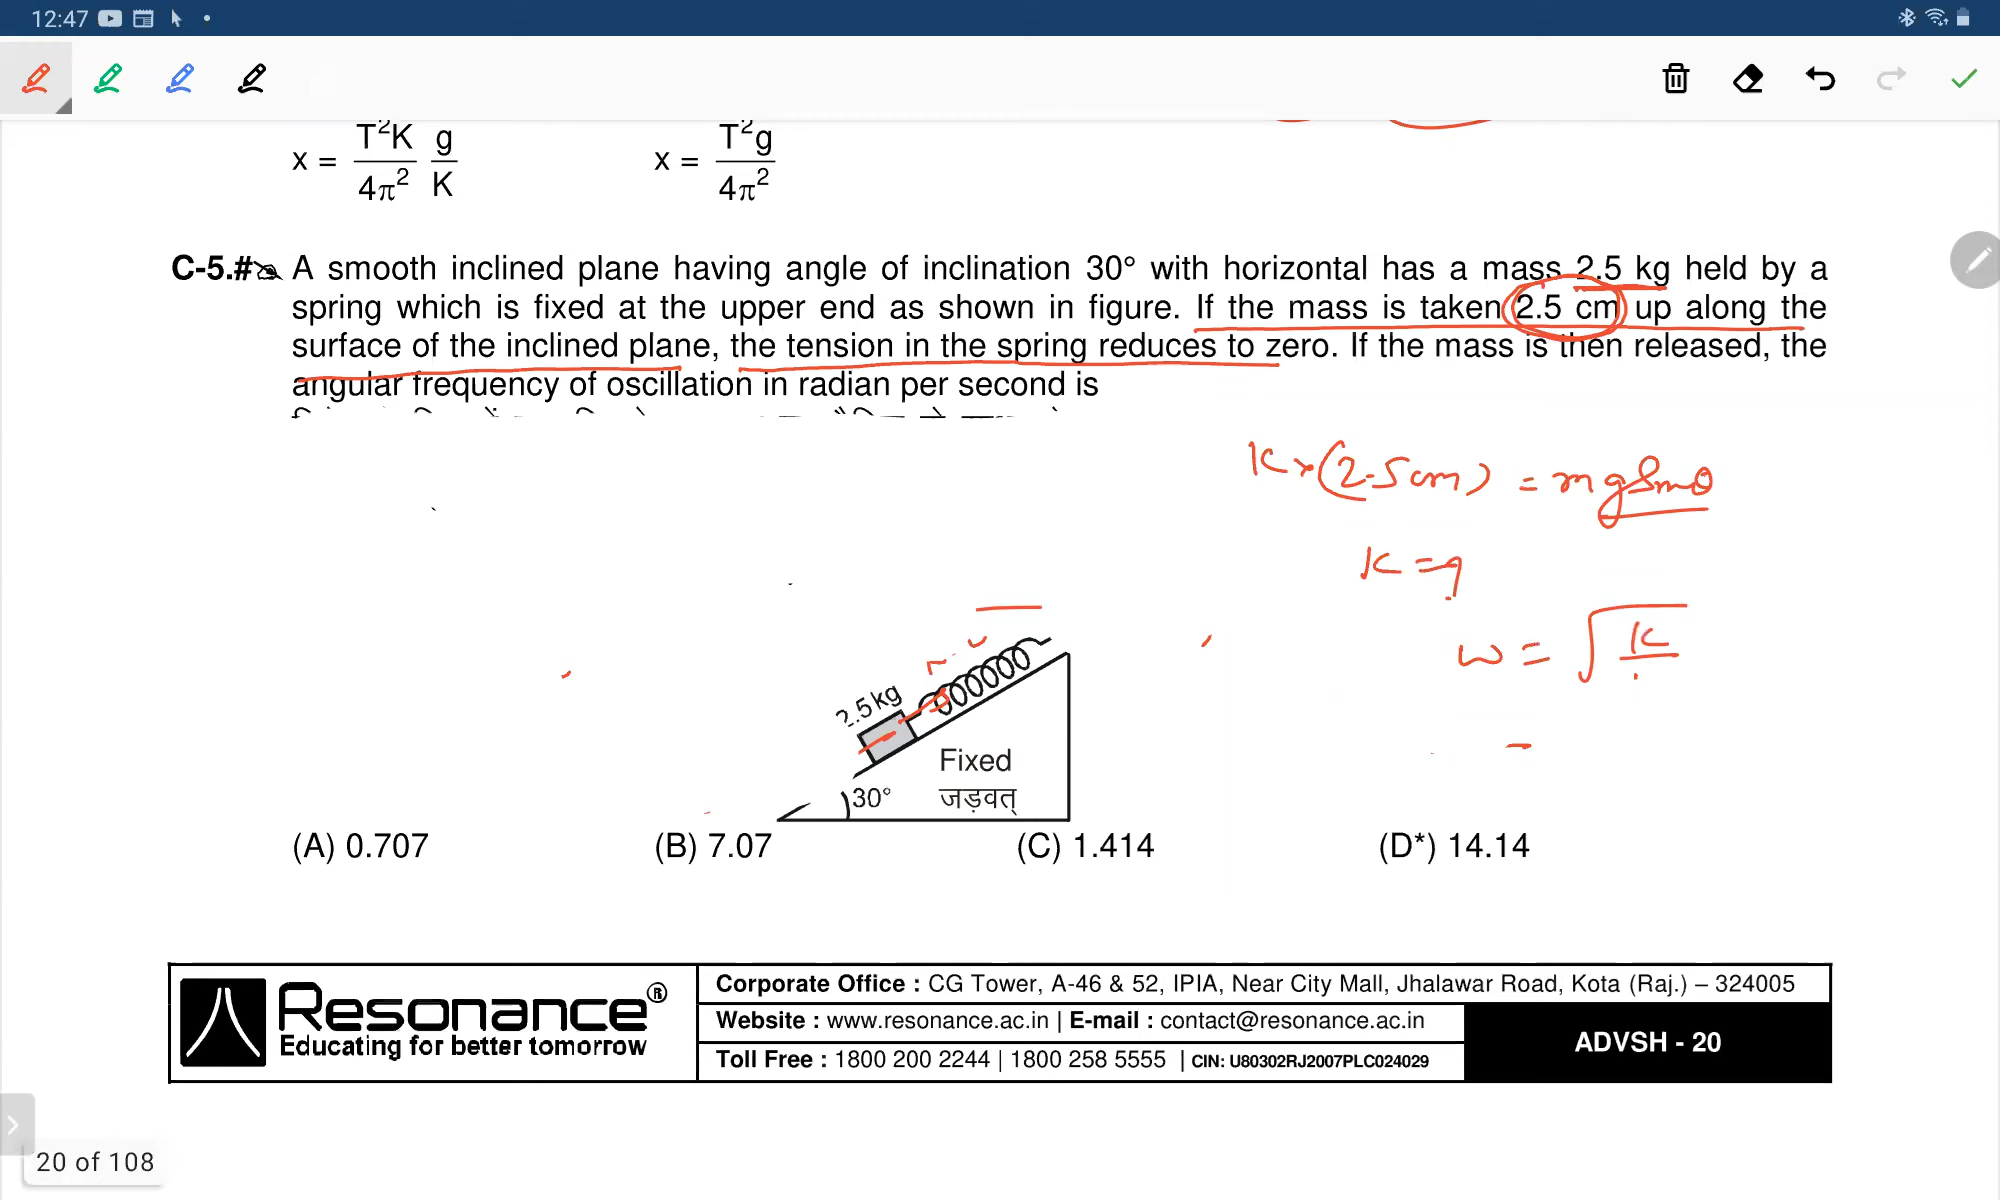 12:47
x = T²K/4π² g/K
x = T²g/4π²
C-5.# A smooth inclined plane having angle of inclination 30° with horizontal has a mass 2.5 kg held by a
spring which is fixed at the upper end as shown in figure. If the mass is taken 2.5 cm up along the
surface of the inclined plane, the tension in the spring reduces to zero. If the mass is then released, the
angular frequency of oscillation in radian per second is
K × (2.5 cm) = mg sin θ
K = ?
ω = √K
2.5 kg
Fixed
30° जड़वत्
(A) 0.707 (B) 7.07 (C) 1.414 (D*) 14.14
Resonance®
Educating for better tomorrow
Corporate Office : CG Tower, A-46 & 52, IPIA, Near City Mall, Jhalawar Road, Kota (Raj.) – 324005
Website : www.resonance.ac.in | E-mail : contact@resonance.ac.in
Toll Free : 1800 200 2244 | 1800 258 5555 | CIN: U80302RJ2007PLC024029
ADVSH - 20
20 of 108